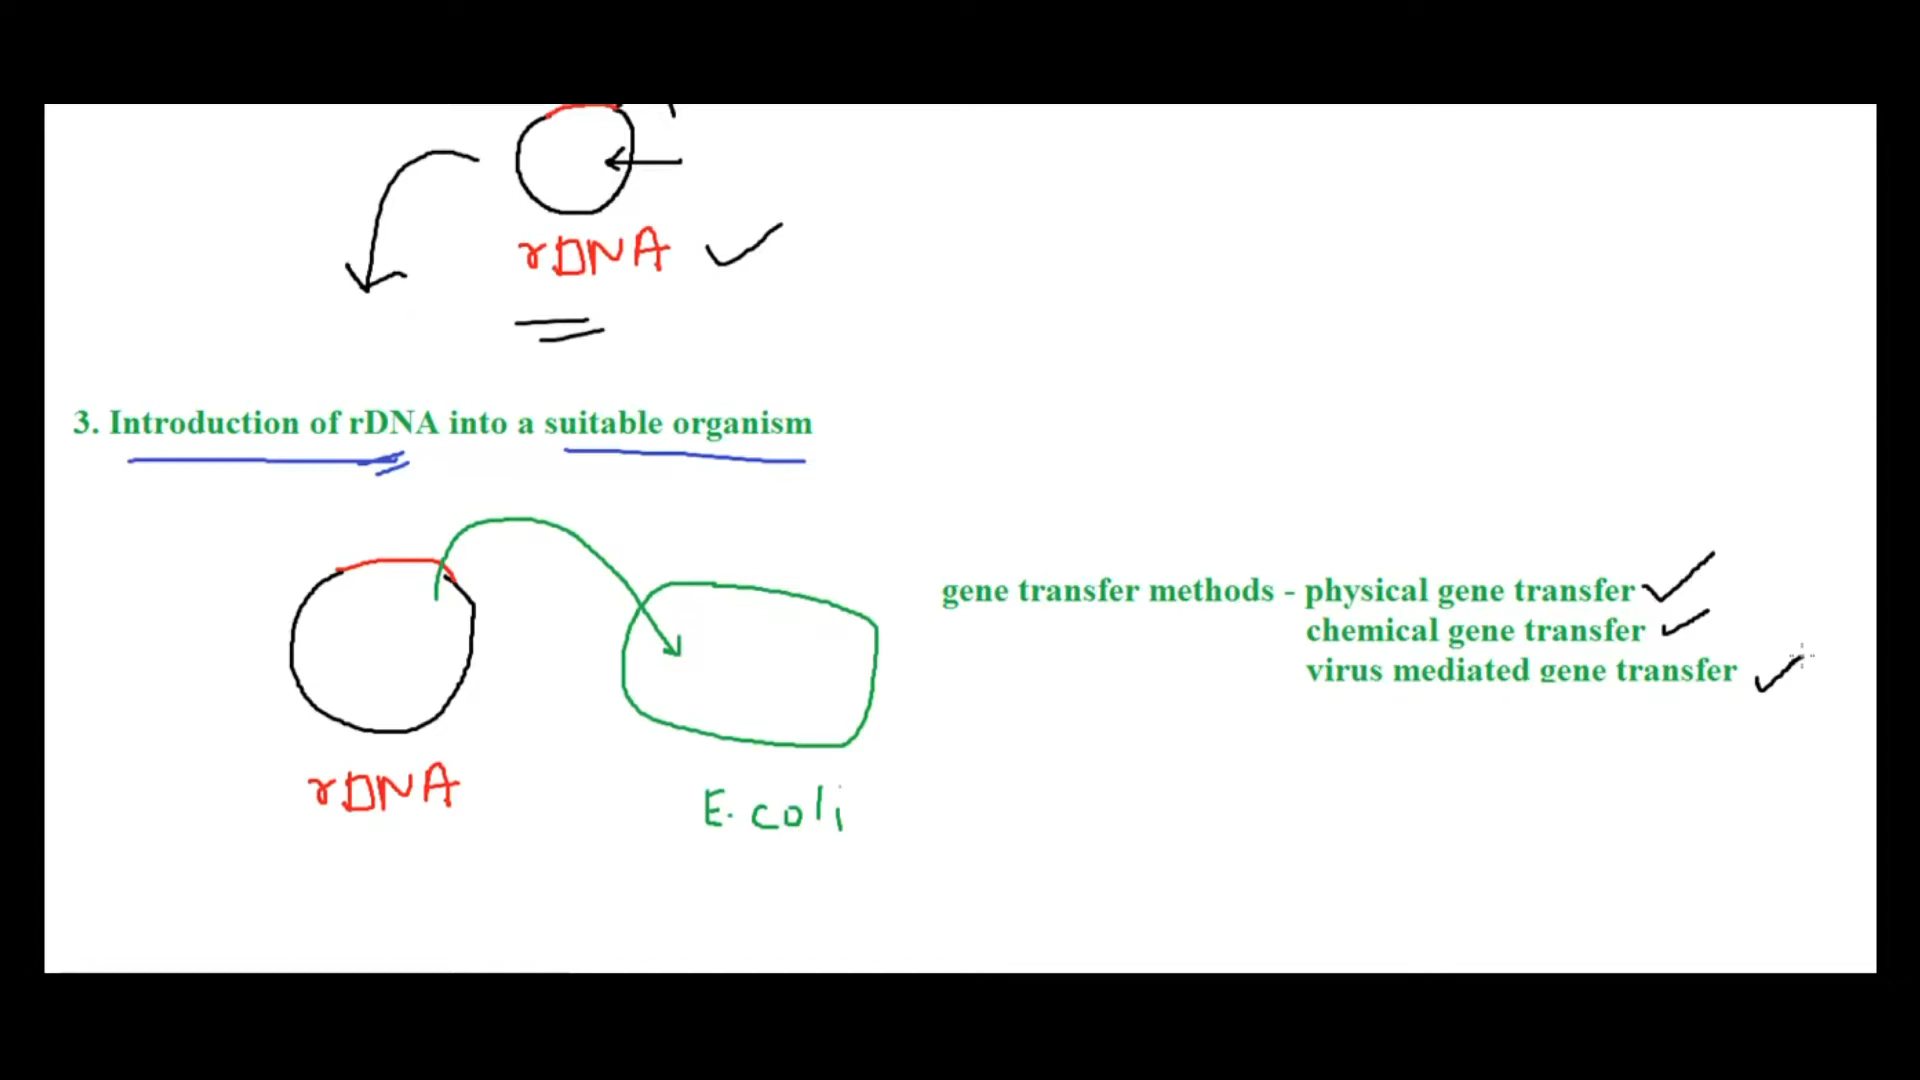 rDNA
3. Introduction of rDNA into a suitable organism
gene transfer methods - physical gene transfer
chemical gene transfer
virus mediated gene transfer
rDNA
E. coli